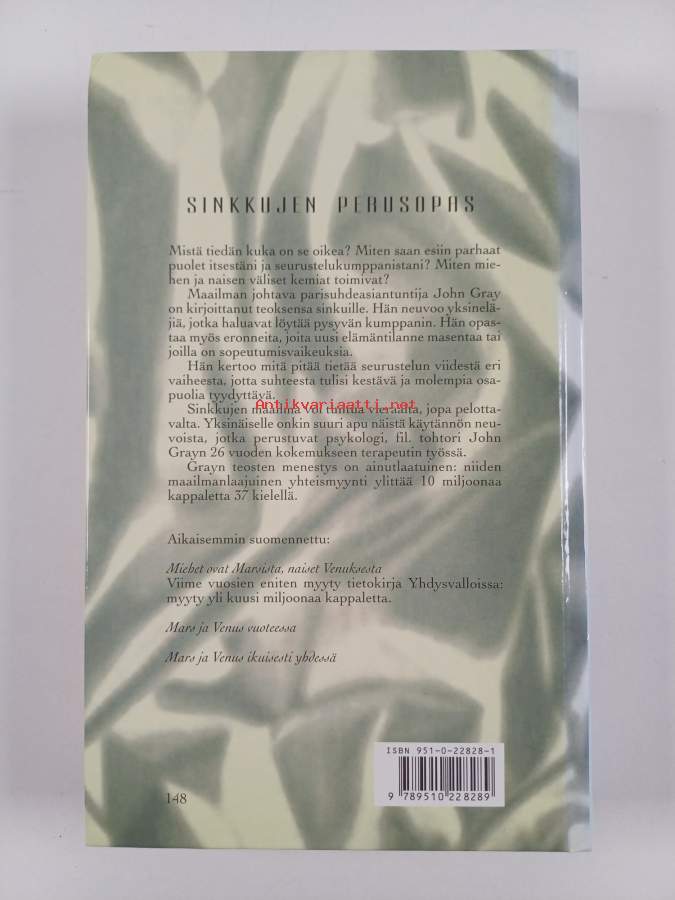 SINKKUJEN PERUSOPAS
Mistä tiedän kuka on se oikea? Miten saan esiin parhaat
puolet itsestäni ja seurustelukumppanistani? Miten mie-
hen ja naisen väliset kemiat toimivat?
Maailman johtava parisuhdeasiantuntija John Gray
on kirjoittanut teoksensa sinkuille. Hän neuvoo yksinelä-
jiä, jotka haluavat löytää pysyvän kumppanin. Hän opas-
taa myös eronneita, joita uusi elämäntilanne masentaa tai
joilla on sopeutumisvaikeuksia.
Hän kertoo mitä pitää tietää seurustelun viidestä eri
vaiheesta, jotta suhteesta tulisi kestävä ja molempia osa-
puolia tyydyttävä.
Antikvariaatti.net
Sinkkujen maailma voi tuntua vieraalta, jopa pelotta-
valta. Yksinäiselle onkin suuri apu näistä käytännön neu-
voista, jotka perustuvat psykologi, fil. tohtori John
Grayn 26 vuoden kokemukseen terapeutin työssä.
Grayn teosten menestys on ainutlaatuinen: niiden
maailmanlaajuinen yhteismyynti ylittää 10 miljoonaa
kappaletta 37 kielellä.
Aikaisemmin suomennettu:
Miehet ovat Marsista, naiset Venuksesta
Viime vuosien eniten myyty tietokirja Yhdysvalloissa:
myyty yli kuusi miljoonaa kappaletta.
Mars ja Venus vuoteessa
Mars ja Venus ikuisesti yhdessä
ISBN 951-0-22828-1
9 789510 228289
148